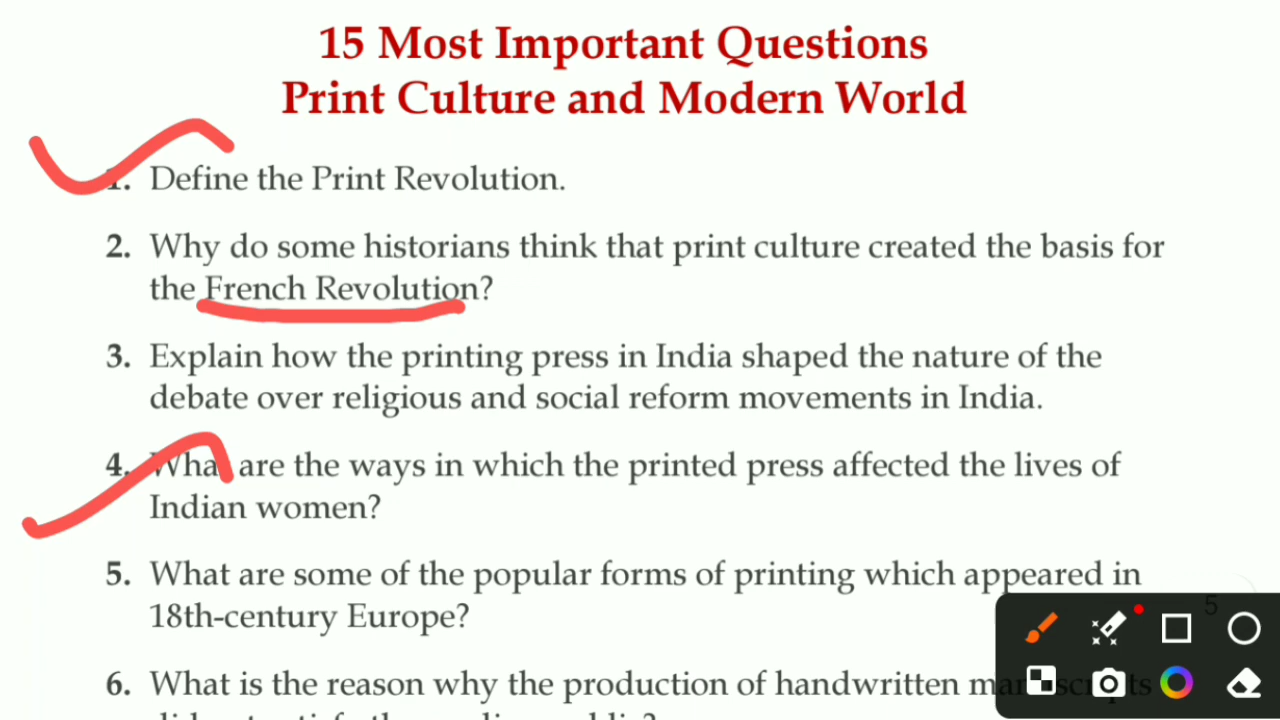 15 Most Important Questions
Print Culture and Modern World
1. Define the Print Revolution.
2. Why do some historians think that print culture created the basis for
the French Revolution?
3. Explain how the printing press in India shaped the nature of the
debate over religious and social reform movements in India.
4. What are the ways in which the printed press affected the lives of
Indian women?
5. What are some of the popular forms of printing which appeared in
18th-century Europe?
5
6. What is the reason why the production of handwritten manuscripts